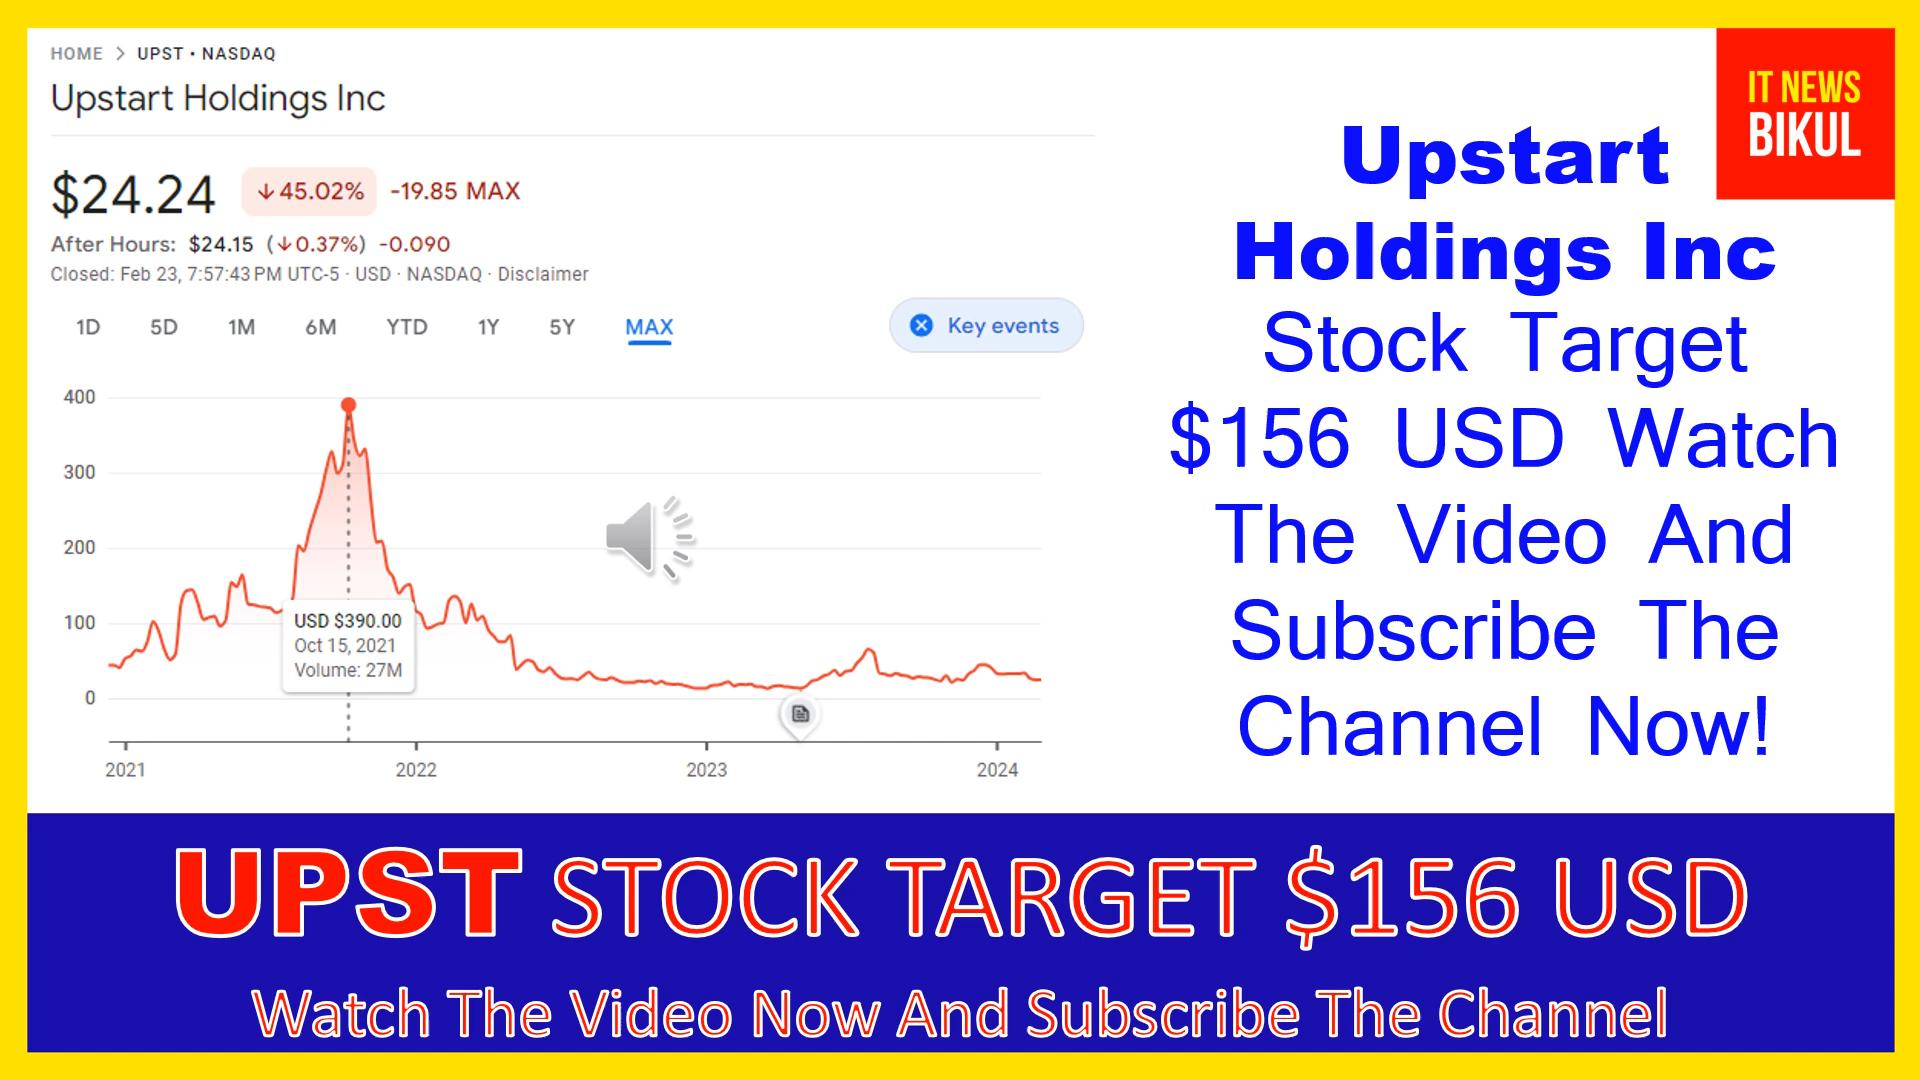 HOME > UPST • NASDAQ
Upstart Holdings Inc
$24.24 ↓45.02% -19.85 MAX
After Hours: $24.15 (↓0.37%) -0.090
Closed: Feb 23, 7:57:43 PM UTC-5 · USD · NASDAQ · Disclaimer
1D 5D 1M 6M YTD 1Y 5Y MAX Key events
400
300
200
100
0
USD $390.00
Oct 15, 2021
Volume: 27M
2021 2022 2023 2024
IT NEWS
BIKUL
Upstart
Holdings Inc
Stock Target
$156 USD Watch
The Video And
Subscribe The
Channel Now!
UPST STOCK TARGET $156 USD
Watch The Video Now And Subscribe The Channel